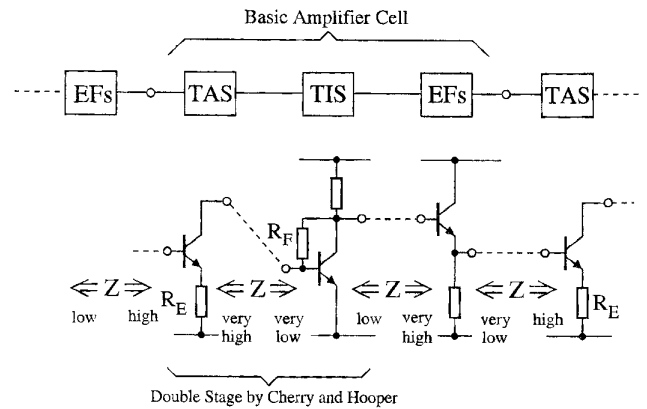 Basic Amplifier Cell
EFs TAS TIS EFs TAS
R_F
Z Z Z Z
R_E R_E
low high very high very low low very high very low high
Double Stage by Cherry and Hooper